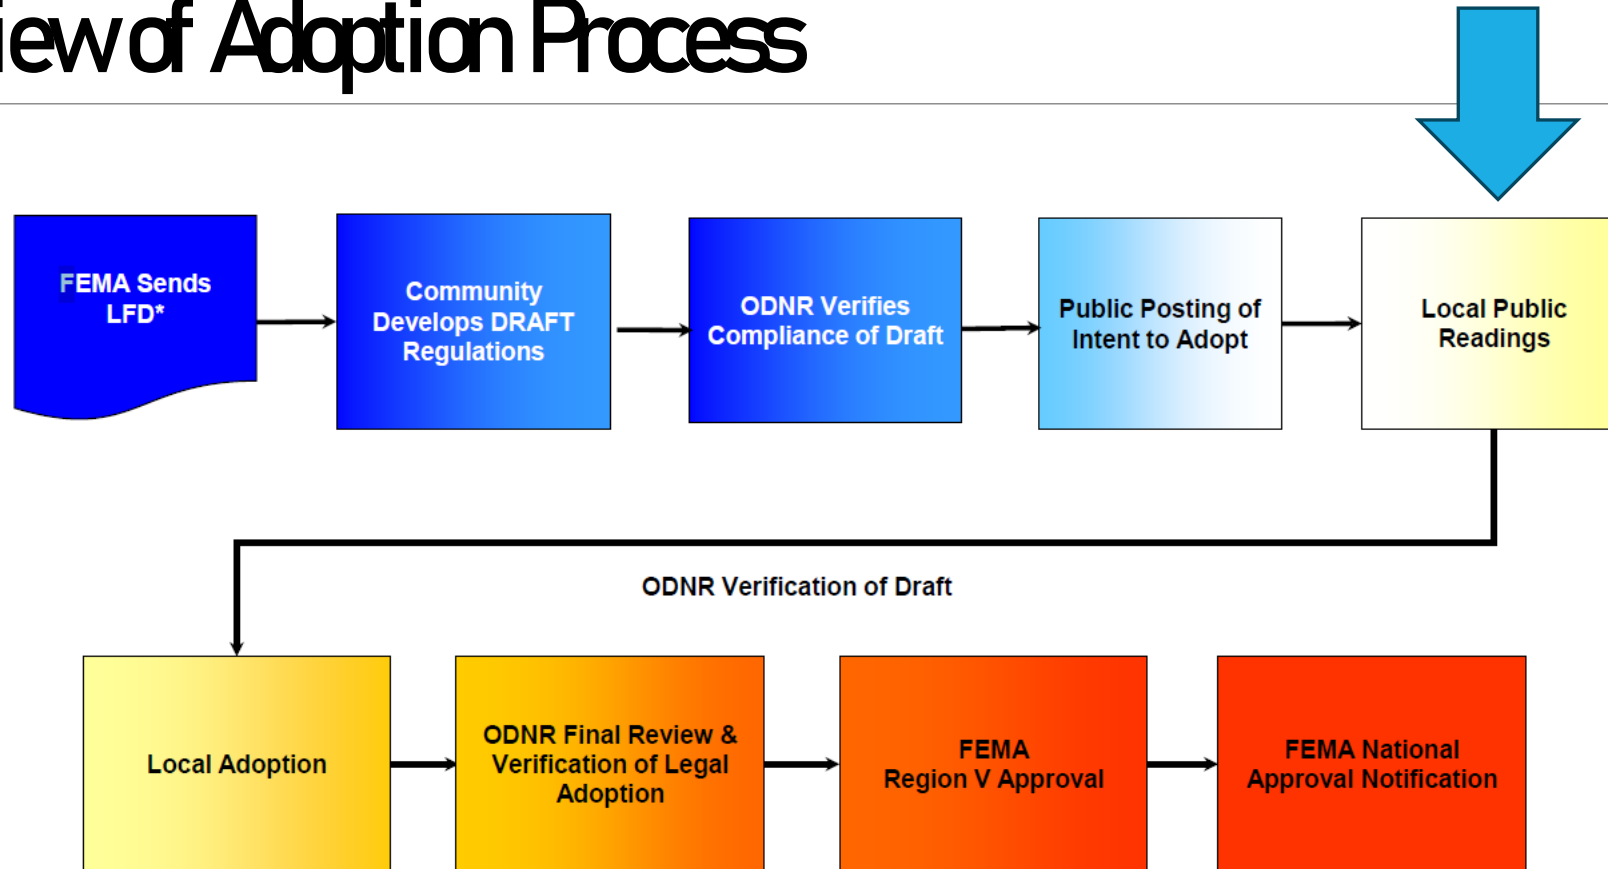 iew of Adoption Process
FEMA Sends
LFD*
Community
Develops DRAFT
Regulations
ODNR Verifies
Compliance of Draft
Public Posting of
Intent to Adopt
Local Public
Readings
ODNR Verification of Draft
Local Adoption
ODNR Final Review &
Verification of Legal
Adoption
FEMA
Region V Approval
FEMA National
Approval Notification